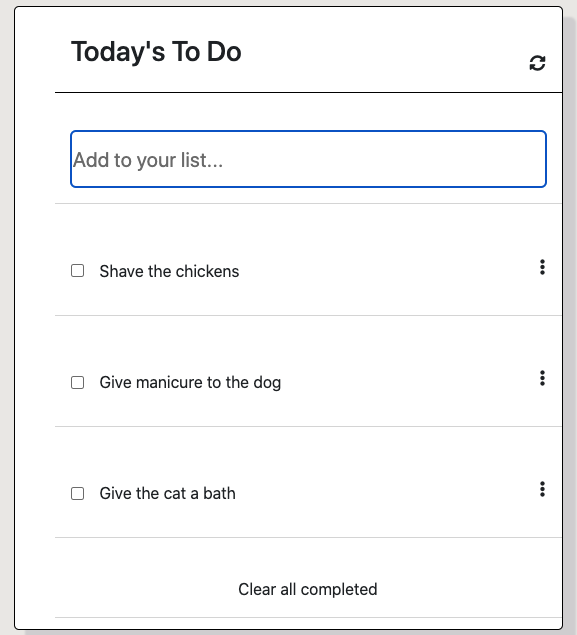 Today's To Do
Add to your list...
Shave the chickens
Give manicure to the dog
Give the cat a bath
Clear all completed